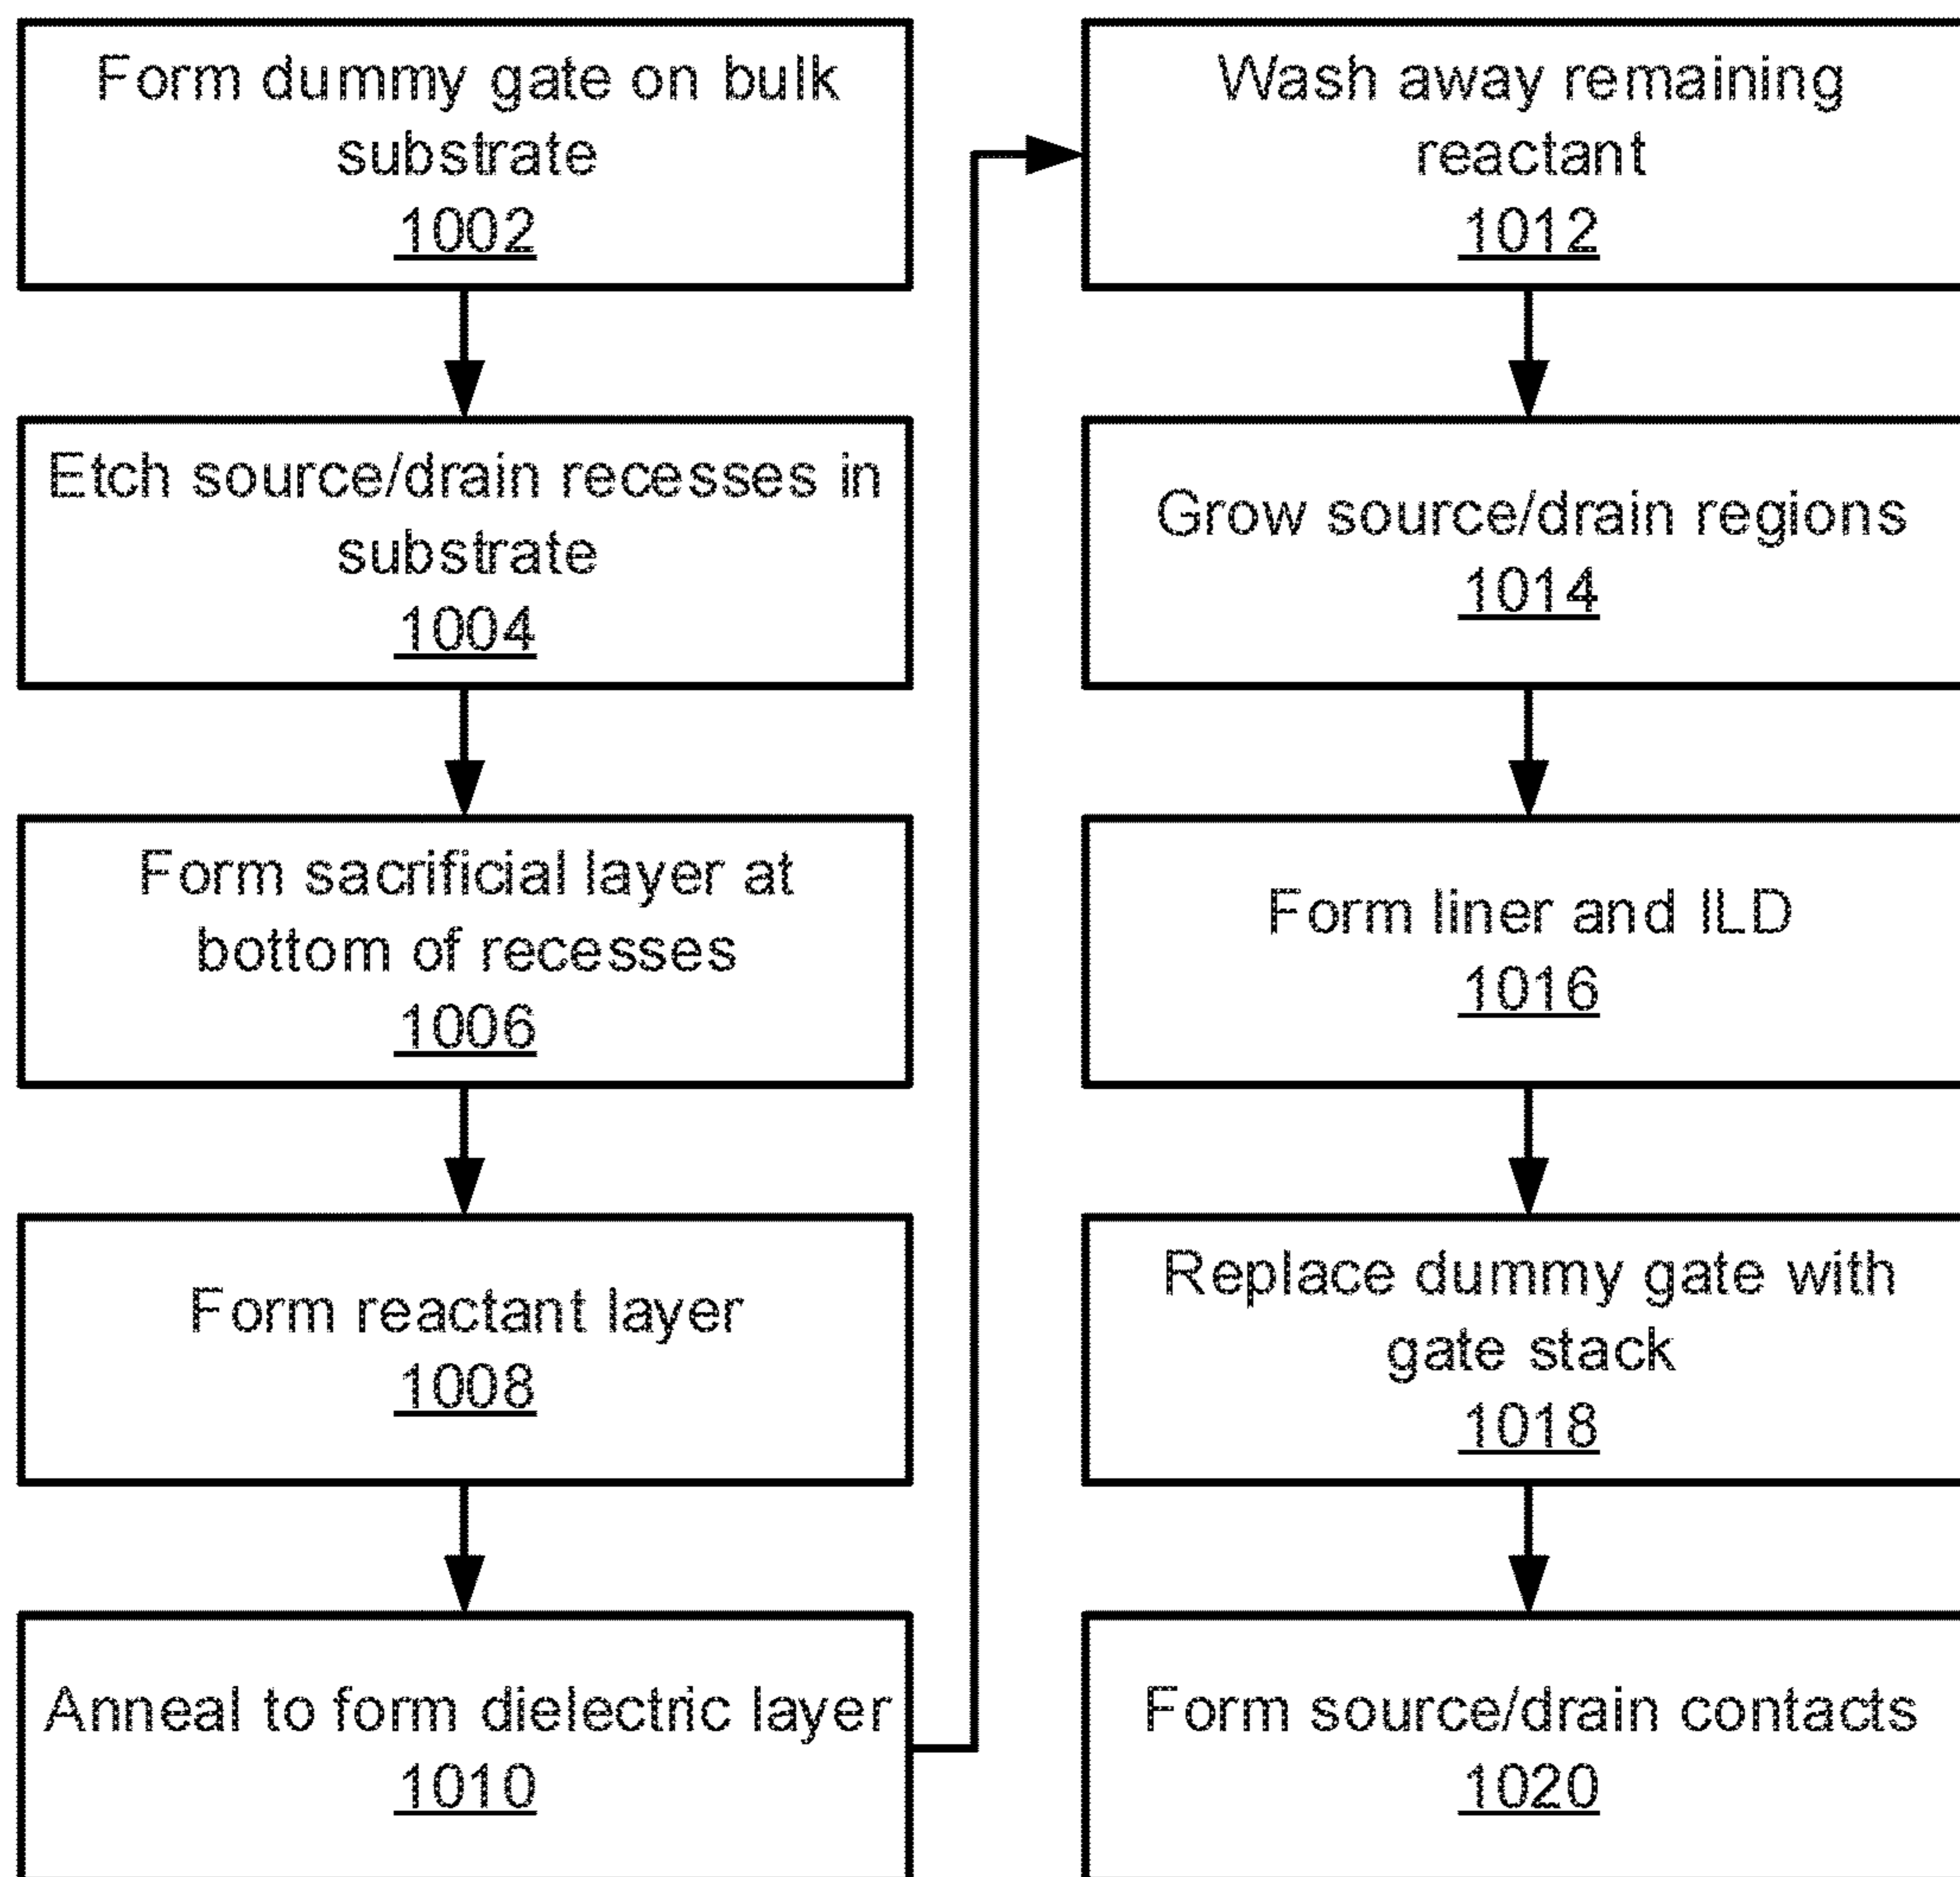 Form dummy gate on bulk
substrate
1002
Etch source/drain recesses in
substrate
1004
Form sacrificial layer at
bottom of recesses
1006
Form reactant layer
1008
Anneal to form dielectric layer
1010
Wash away remaining
reactant
1012
Grow source/drain regions
1014
Form liner and ILD
1016
Replace dummy gate with
gate stack
1018
Form source/drain contacts
1020